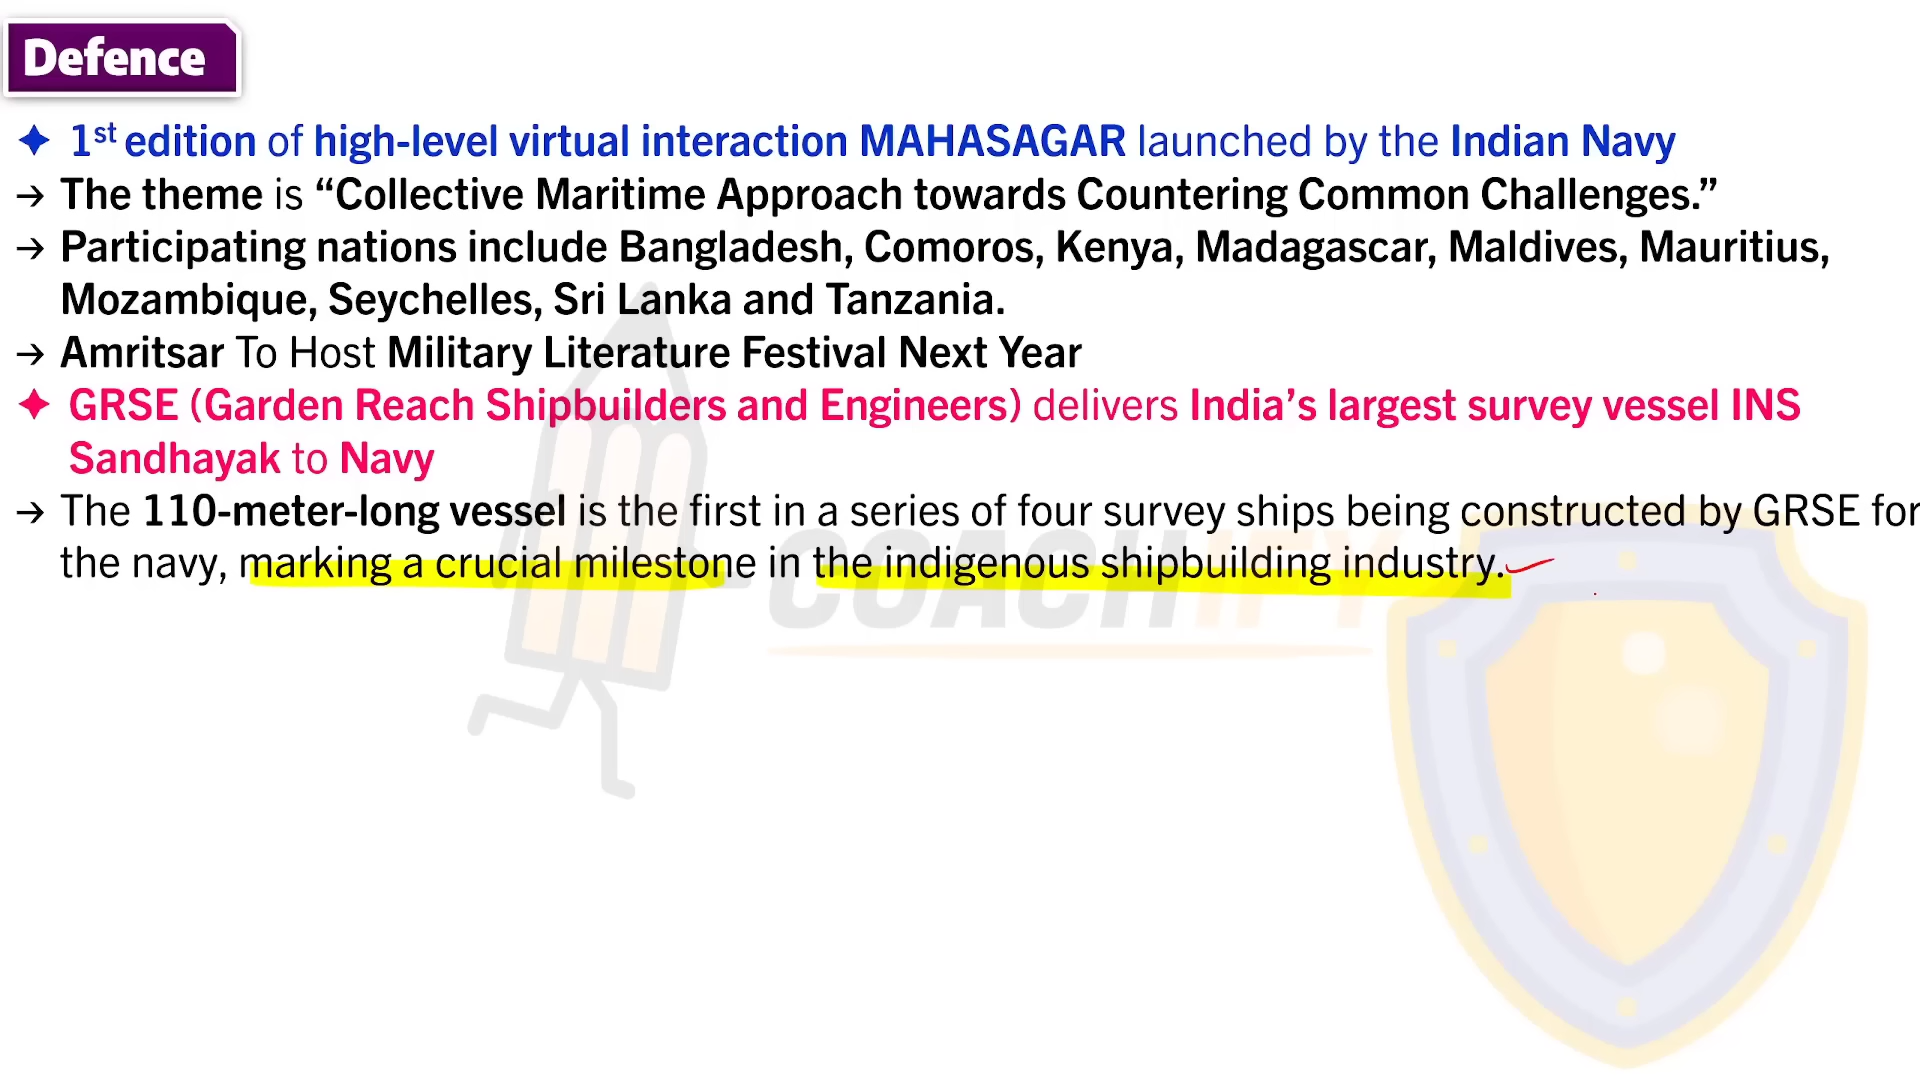 Defence
✦ 1st edition of high-level virtual interaction MAHASAGAR launched by the Indian Navy
→ The theme is “Collective Maritime Approach towards Countering Common Challenges.”
→ Participating nations include Bangladesh, Comoros, Kenya, Madagascar, Maldives, Mauritius,
Mozambique, Seychelles, Sri Lanka and Tanzania.
→ Amritsar To Host Military Literature Festival Next Year
✦ GRSE (Garden Reach Shipbuilders and Engineers) delivers India’s largest survey vessel INS
Sandhayak to Navy
→ The 110-meter-long vessel is the first in a series of four survey ships being constructed by GRSE for
the navy, marking a crucial milestone in the indigenous shipbuilding industry.
COACHIFY